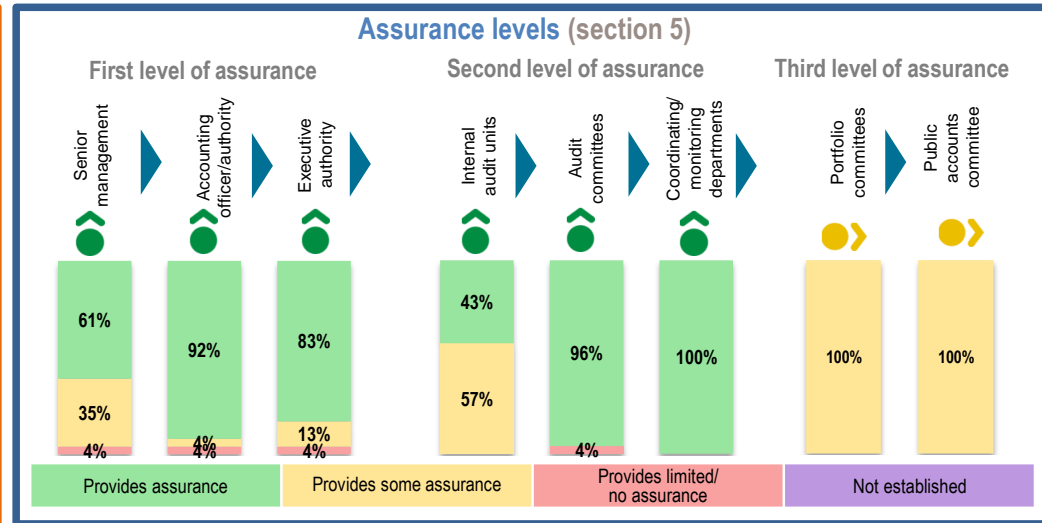 Assurance levels (section 5)
First level of assurance
Second level of assurance
Third level of assurance
Senior
management
Accounting
officer/authority
Executive
authority
Internal
audit units
Audit
committees
Coordinating/
monitoring
departments
Portfolio
committees
Public
accounts
committee
61%
35%
4%
92%
4%
4%
83%
13%
4%
43%
57%
96%
4%
100%
100%
100%
Provides assurance
Provides some assurance
Provides limited/
no assurance
Not established